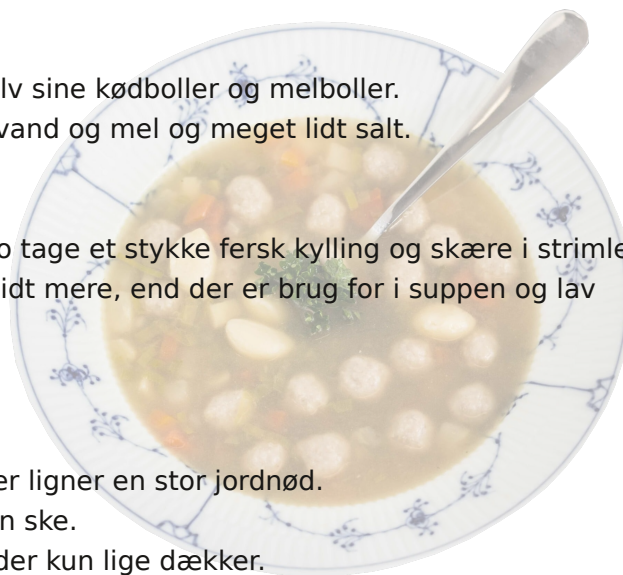 lv sine kødboller og melboller.
vand og mel og meget lidt salt.
o tage et stykke fersk kylling og skære i strimle
idt mere, end der er brug for i suppen og lav
er ligner en stor jordnød.
n ske.
der kun lige dækker.